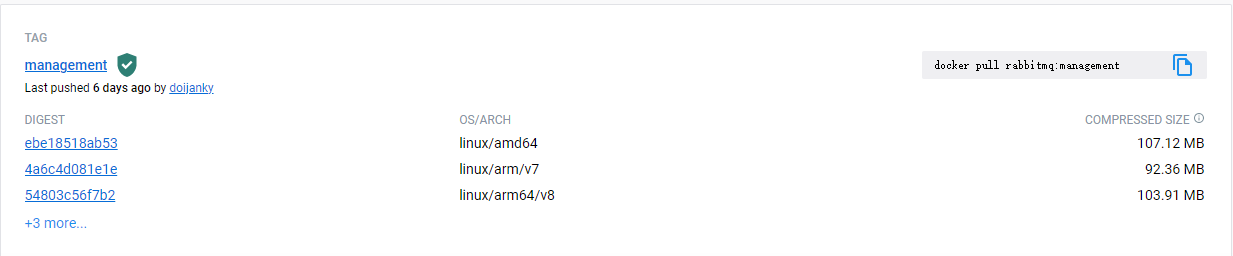 TAG
management
docker pull rabbitmq:management
Last pushed 6 days ago by doijanky
DIGEST OS/ARCH COMPRESSED SIZE
ebe18518ab53 linux/amd64 107.12 MB
4a6c4d081e1e linux/arm/v7 92.36 MB
54803c56f7b2 linux/arm64/v8 103.91 MB
+3 more...